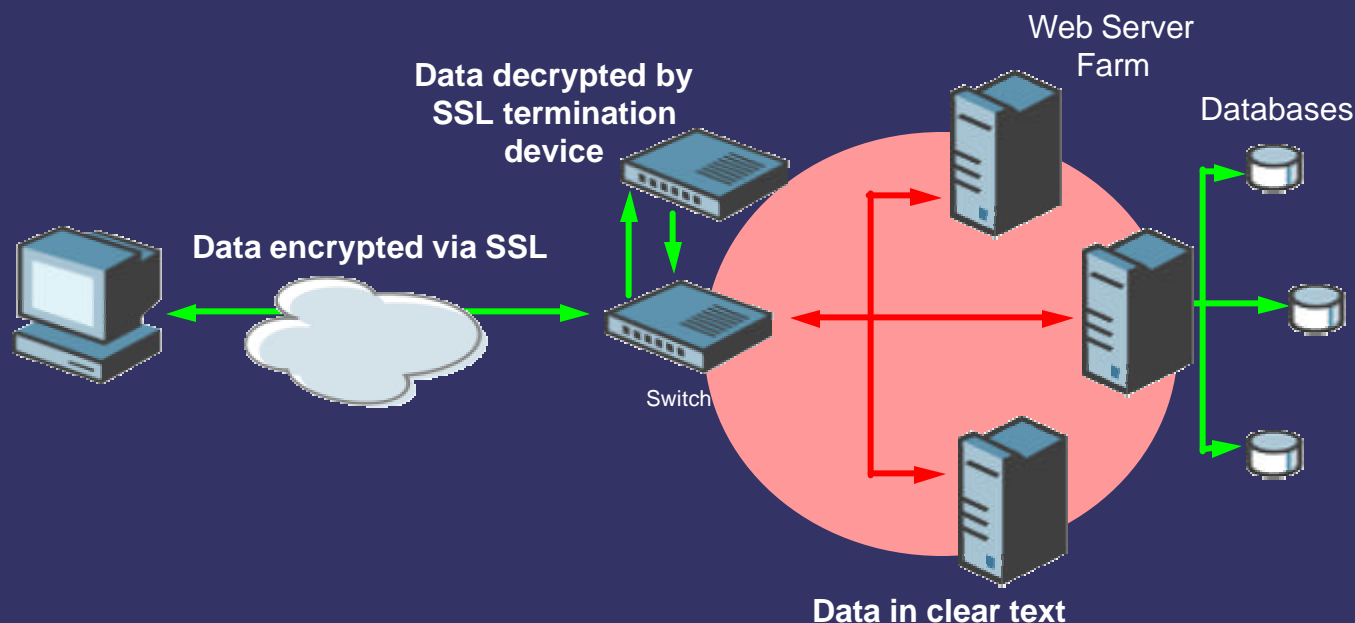 Web Server
Farm
Data decrypted by
SSL termination
device
Databases
Data encrypted via SSL
Switch
Data in clear text